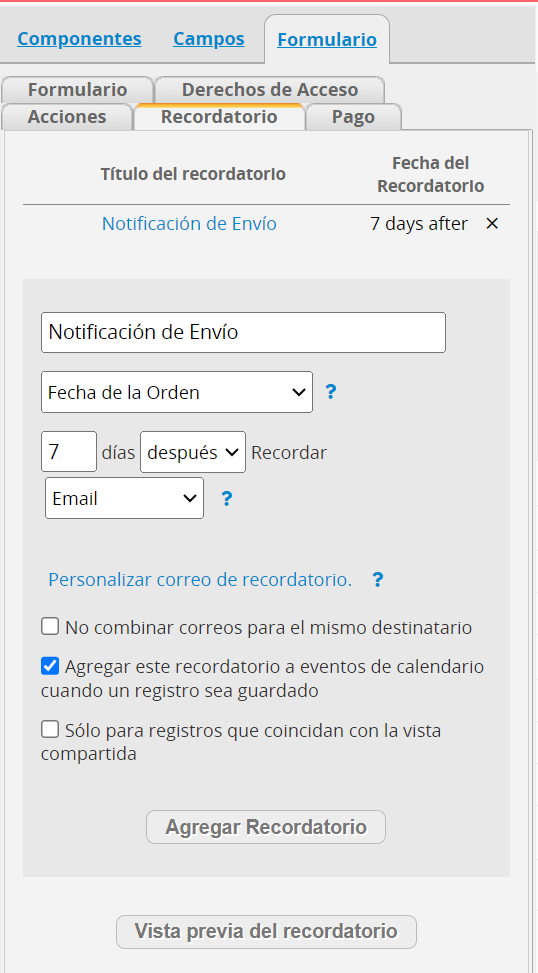 Componentes Campos Formulario
Formulario Derechos de Acceso
Acciones Recordatorio Pago
Título del recordatorio Fecha del Recordatorio
Notificación de Envío 7 days after ×
Notificación de Envío
Fecha de la Orden ?
7 días después Recordar
Email ?
Personalizar correo de recordatorio. ?
No combinar correos para el mismo destinatario
Agregar este recordatorio a eventos de calendario
cuando un registro sea guardado
Sólo para registros que coincidan con la vista
compartida
Agregar Recordatorio
Vista previa del recordatorio